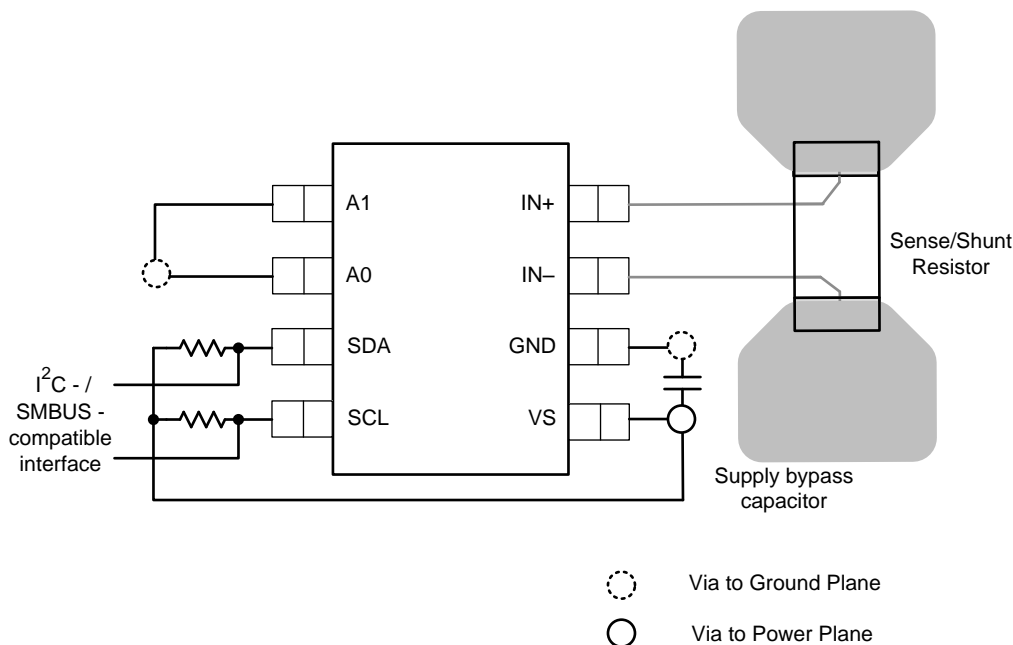 A1
A0
SDA
SCL
IN+
IN–
GND
VS
I²C - /
SMBUS -
compatible
interface
Sense/Shunt
Resistor
Supply bypass
capacitor
Via to Ground Plane
Via to Power Plane